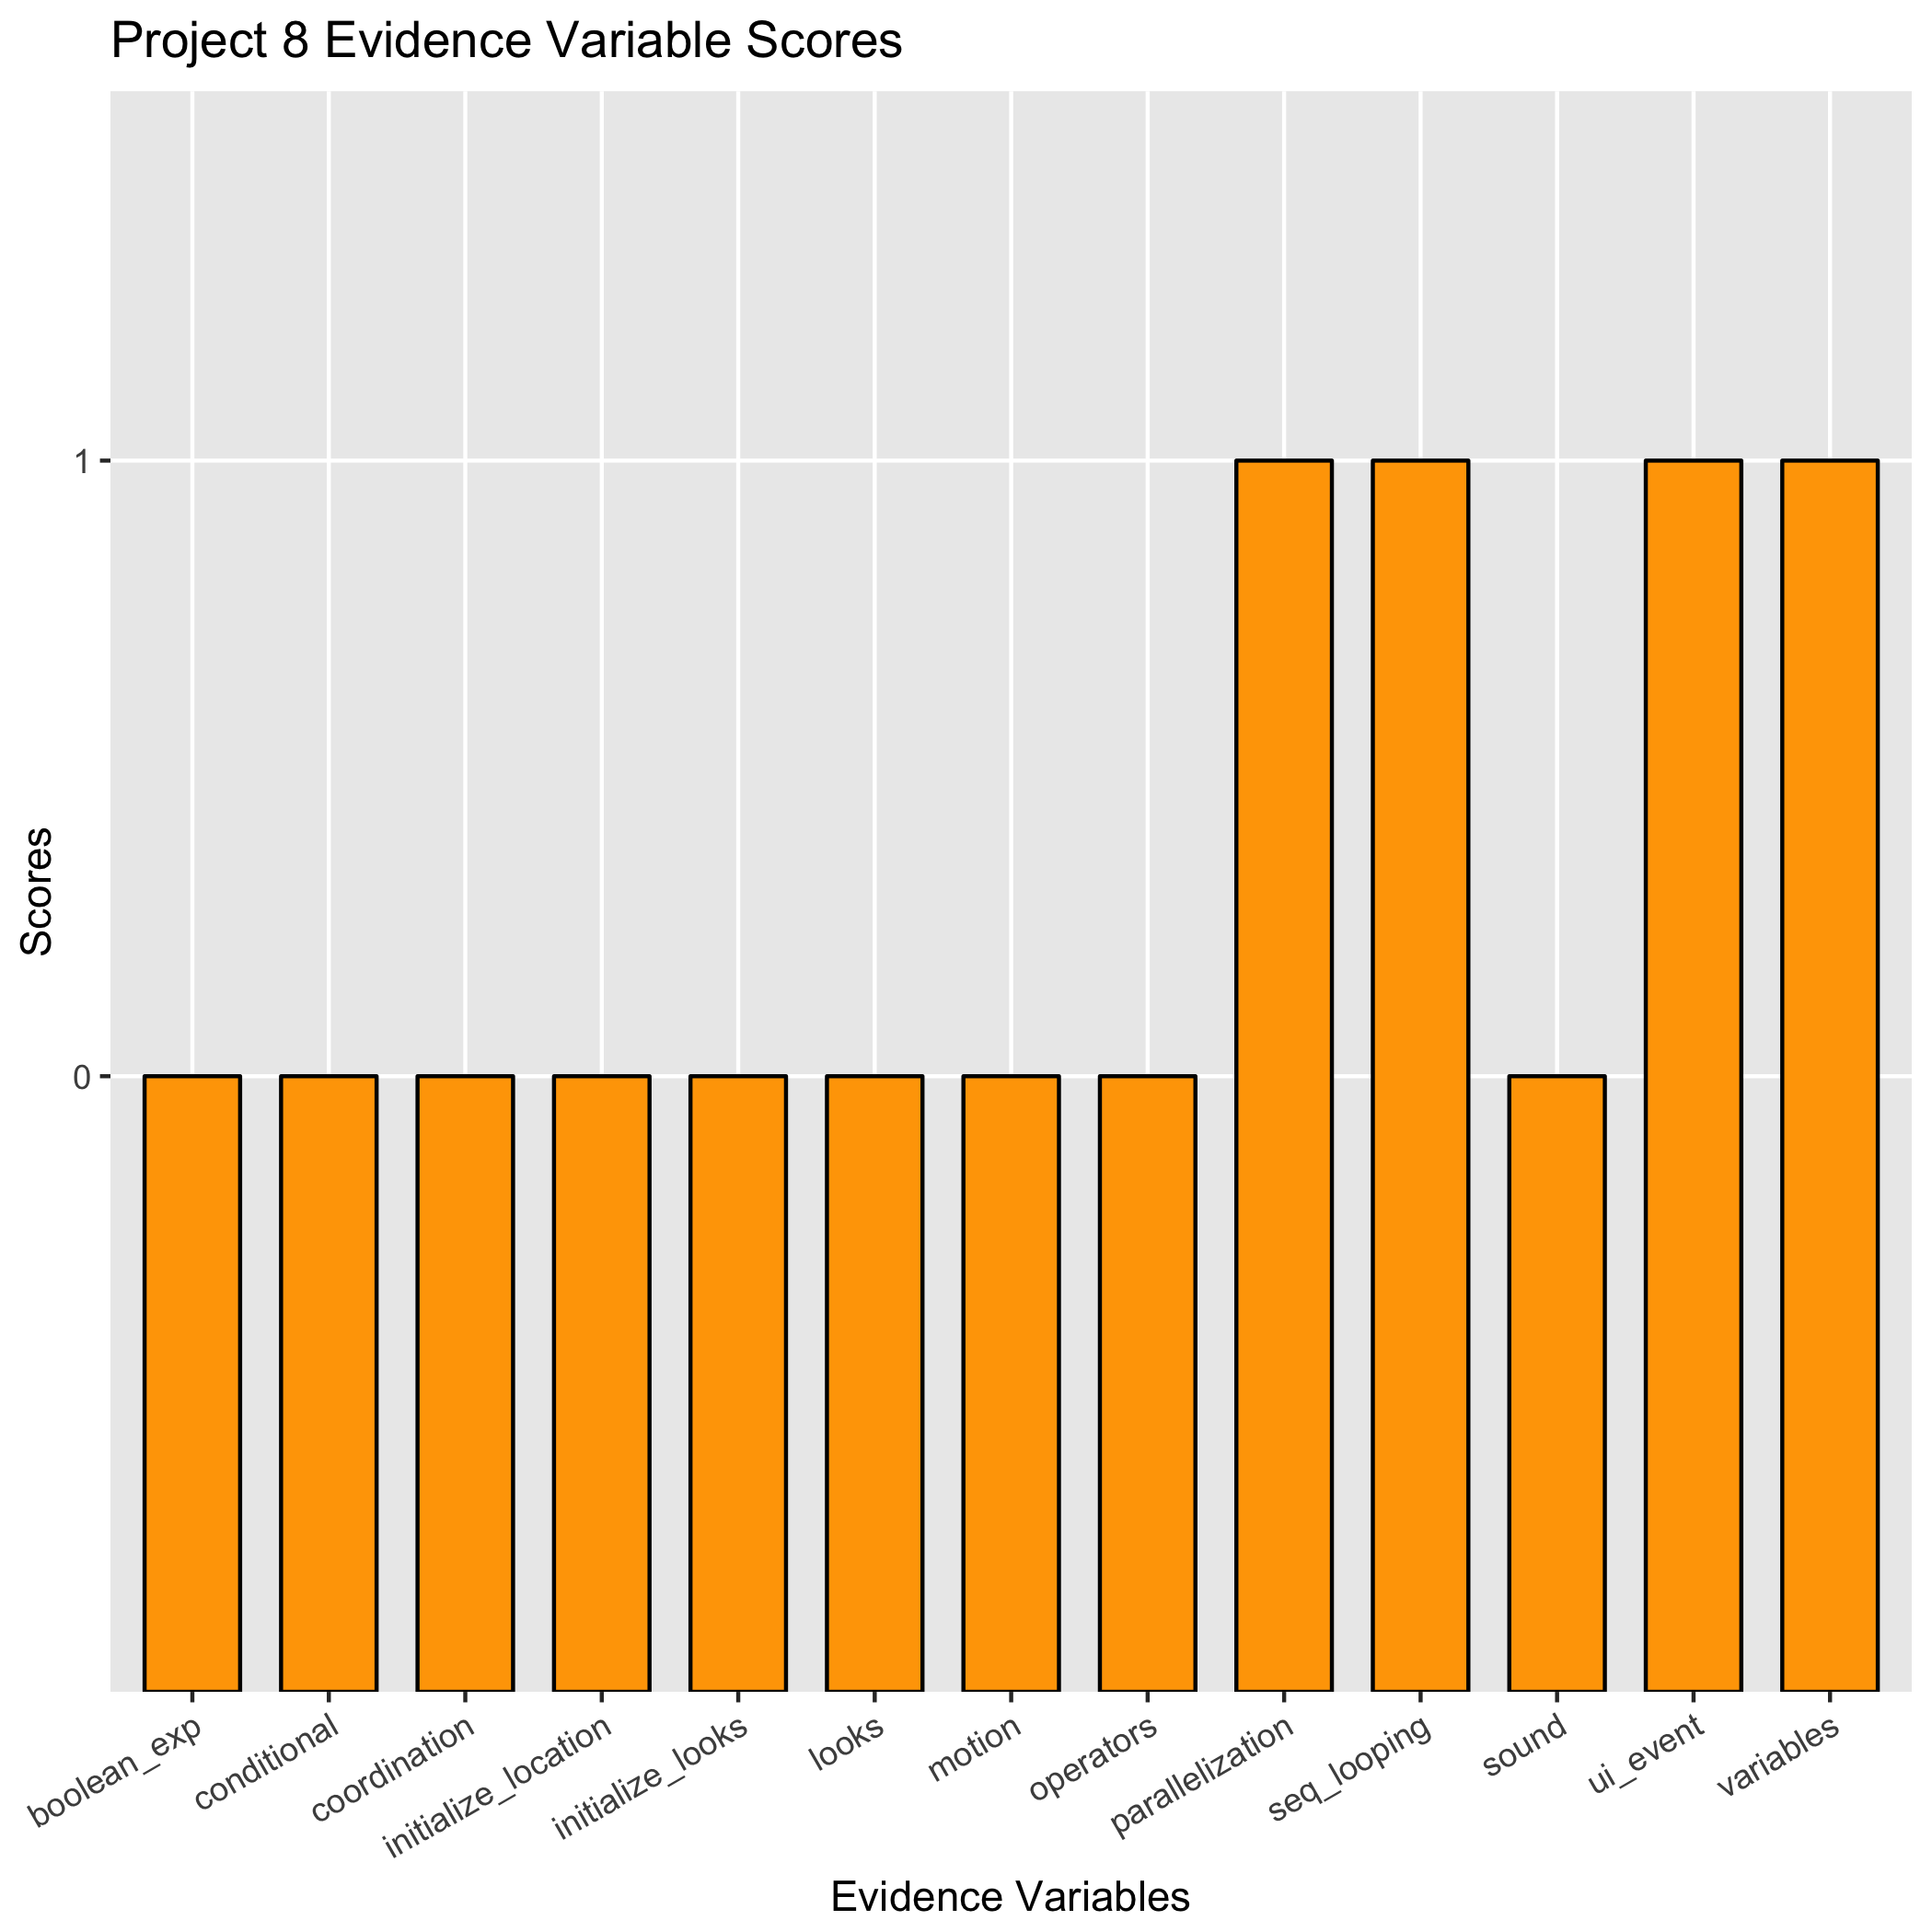 Project 8 Evidence Variable Scores
Scores
1
0
boolean_exp
conditional
coordination
initialize_location
initialize_looks
looks
motion
operators
parallelization
seq_looping
sound
ui_event
variables
Evidence Variables